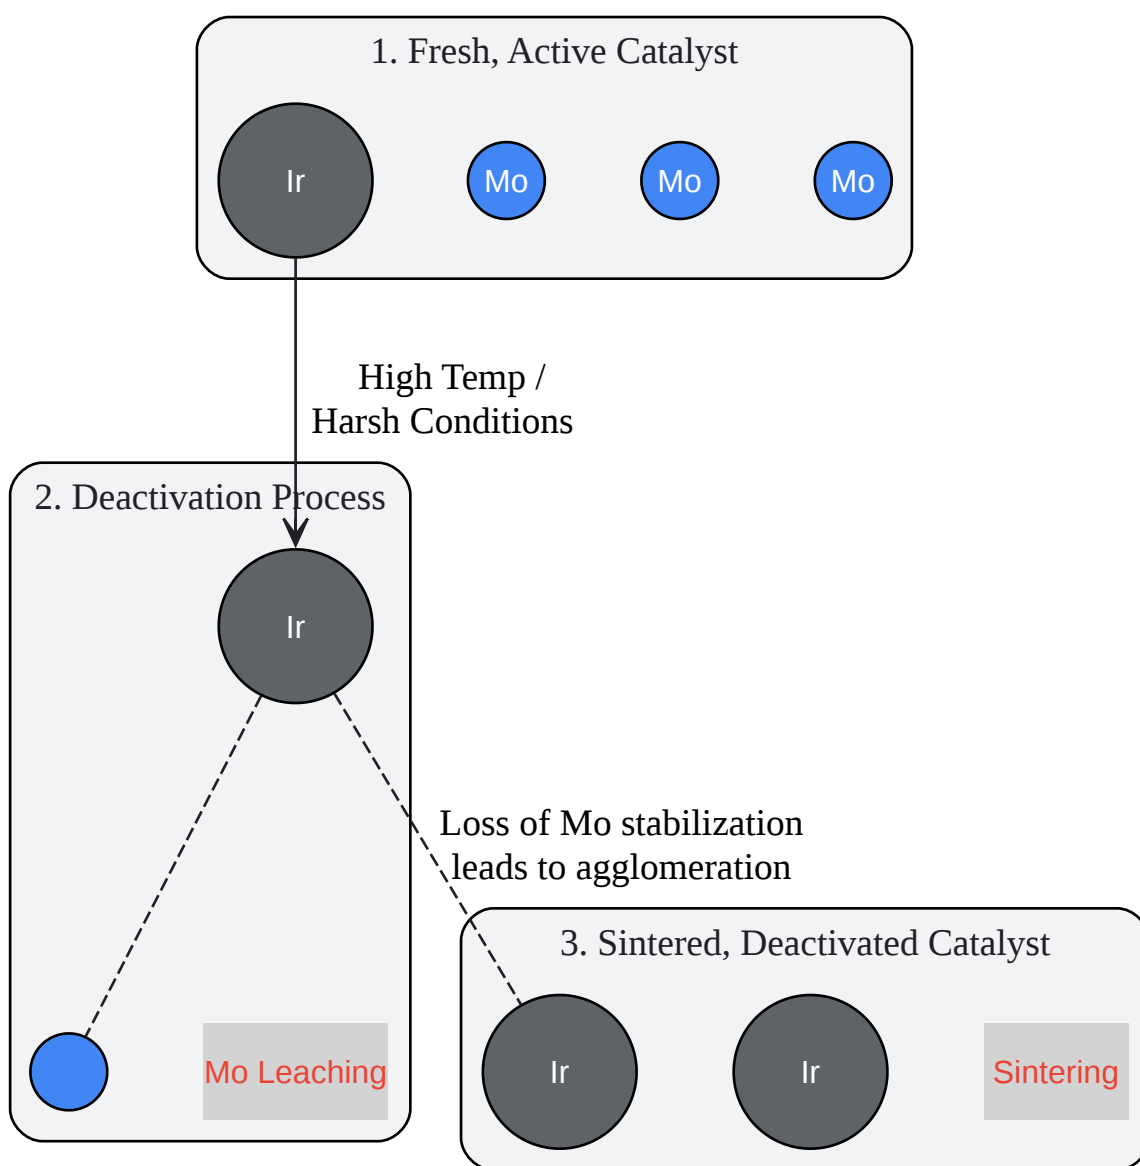 1. Fresh, Active Catalyst
Ir
Mo
Mo
Mo
High Temp /
Harsh Conditions
2. Deactivation Process
Ir
Loss of Mo stabilization
leads to agglomeration
Mo Leaching
3. Sintered, Deactivated Catalyst
Ir
Ir
Sintering